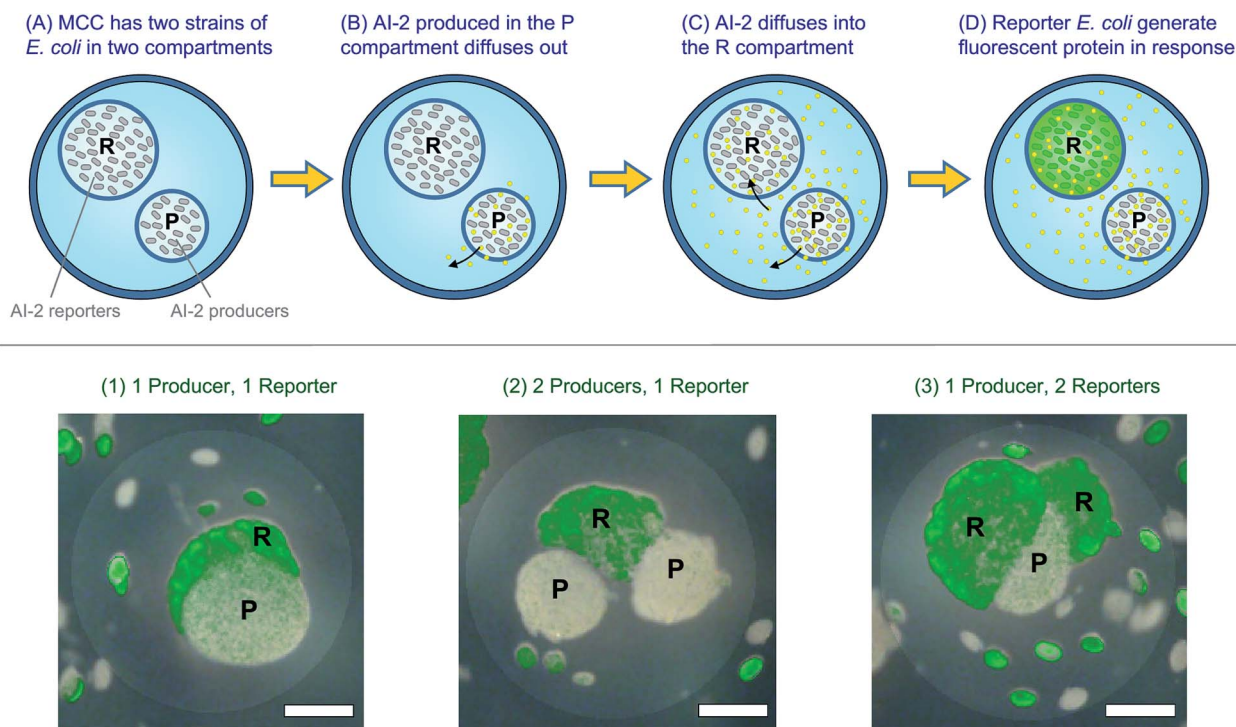 (A) MCC has two strains of
E. coli in two compartments
(B) AI-2 produced in the P
compartment diffuses out
(C) AI-2 diffuses into
the R compartment
(D) Reporter E. coli generate
fluorescent protein in response
R
P
AI-2 reporters
AI-2 producers
R
P
R
P
R
P
(1) 1 Producer, 1 Reporter
R
P
(2) 2 Producers, 1 Reporter
R
P
P
(3) 1 Producer, 2 Reporters
R
R
P